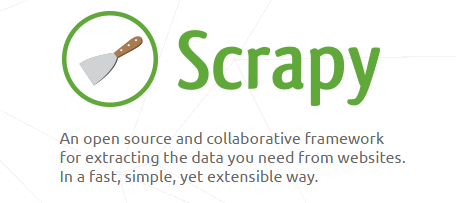 Scrapy
An open source and collaborative framework
for extracting the data you need from websites.
In a fast, simple, yet extensible way.